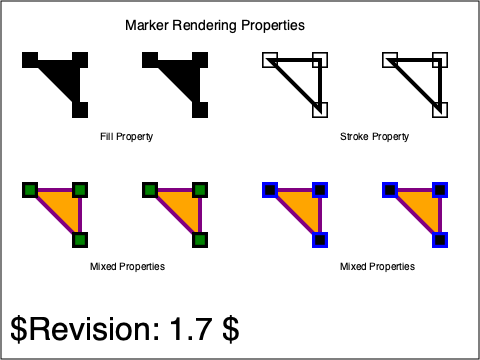 Marker Rendering Properties
Fill Property
Stroke Property
Mixed Properties
Mixed Properties
$Revision: 1.7 $